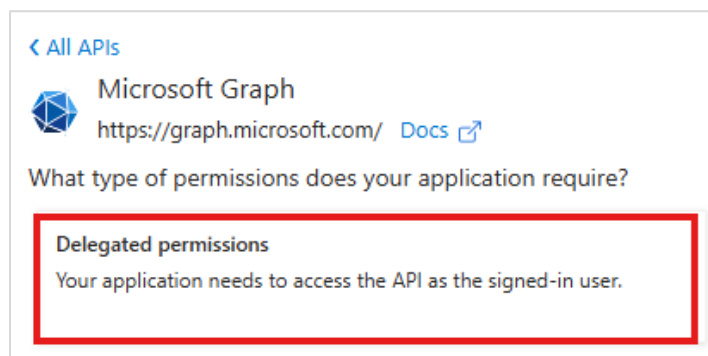 All APIs
Microsoft Graph
https://graph.microsoft.com/ Docs
What type of permissions does your application require?
Delegated permissions
Your application needs to access the API as the signed-in user.